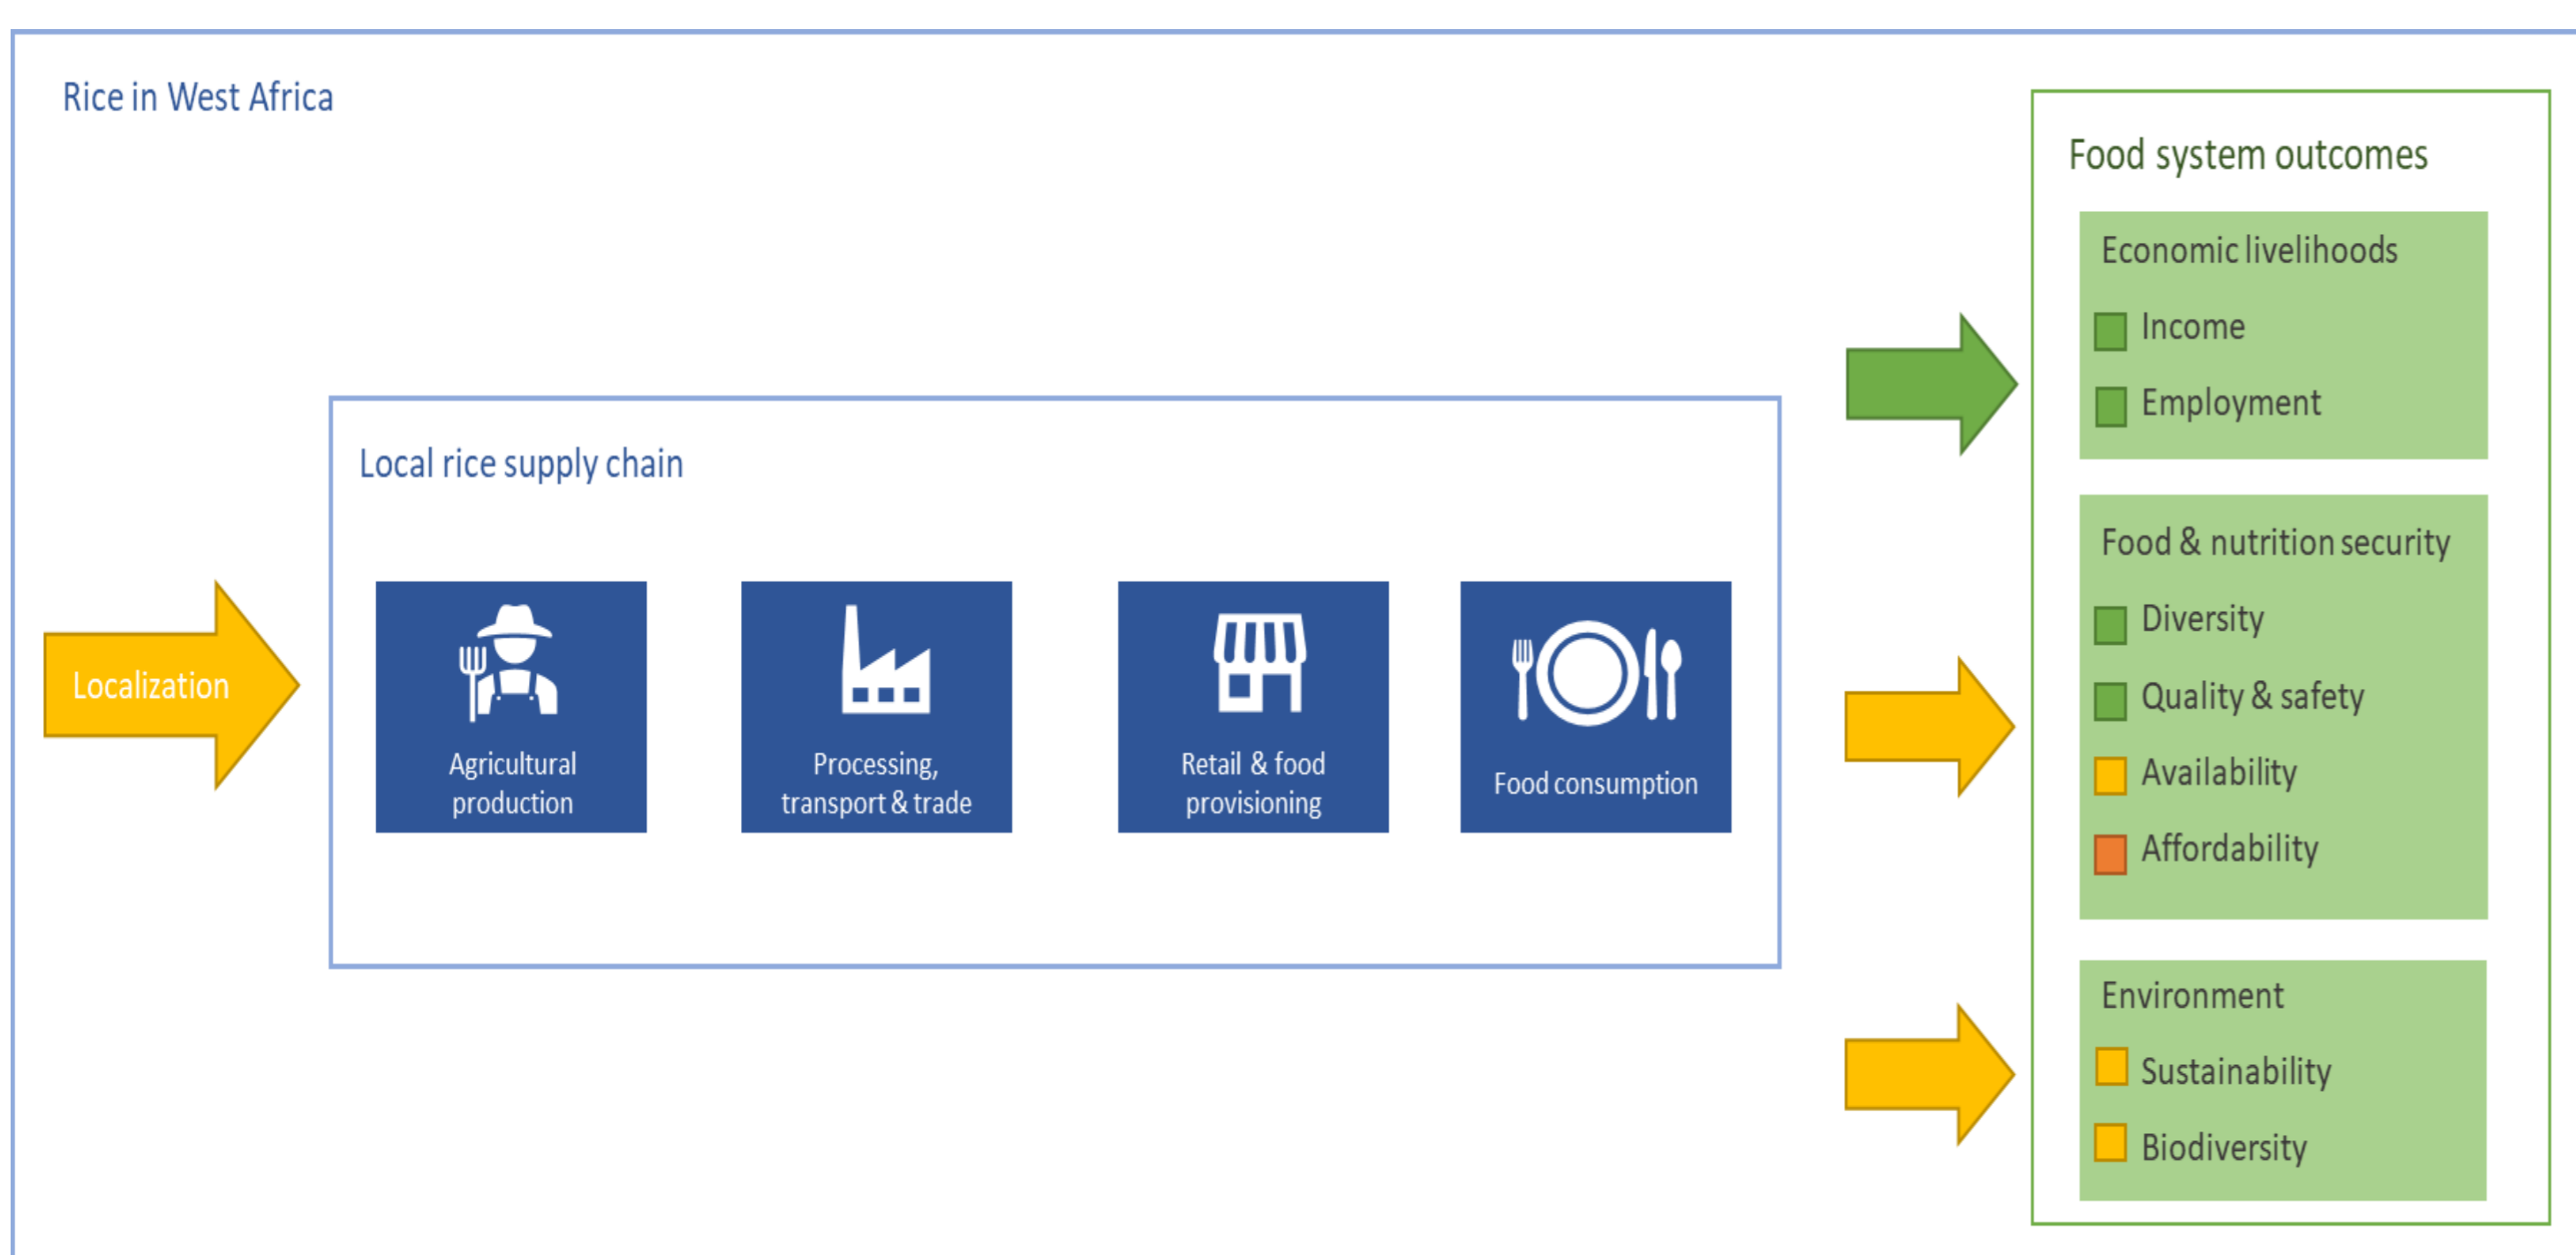 Rice in West Africa
Localization
Local rice supply chain
Agricultural
production
Processing,
transport & trade
Retail & food
provisioning
Food consumption
Food system outcomes
Economic livelihoods
Income
Employment
Food & nutrition security
Diversity
Quality & safety
Availability
Affordability
Environment
Sustainability
Biodiversity